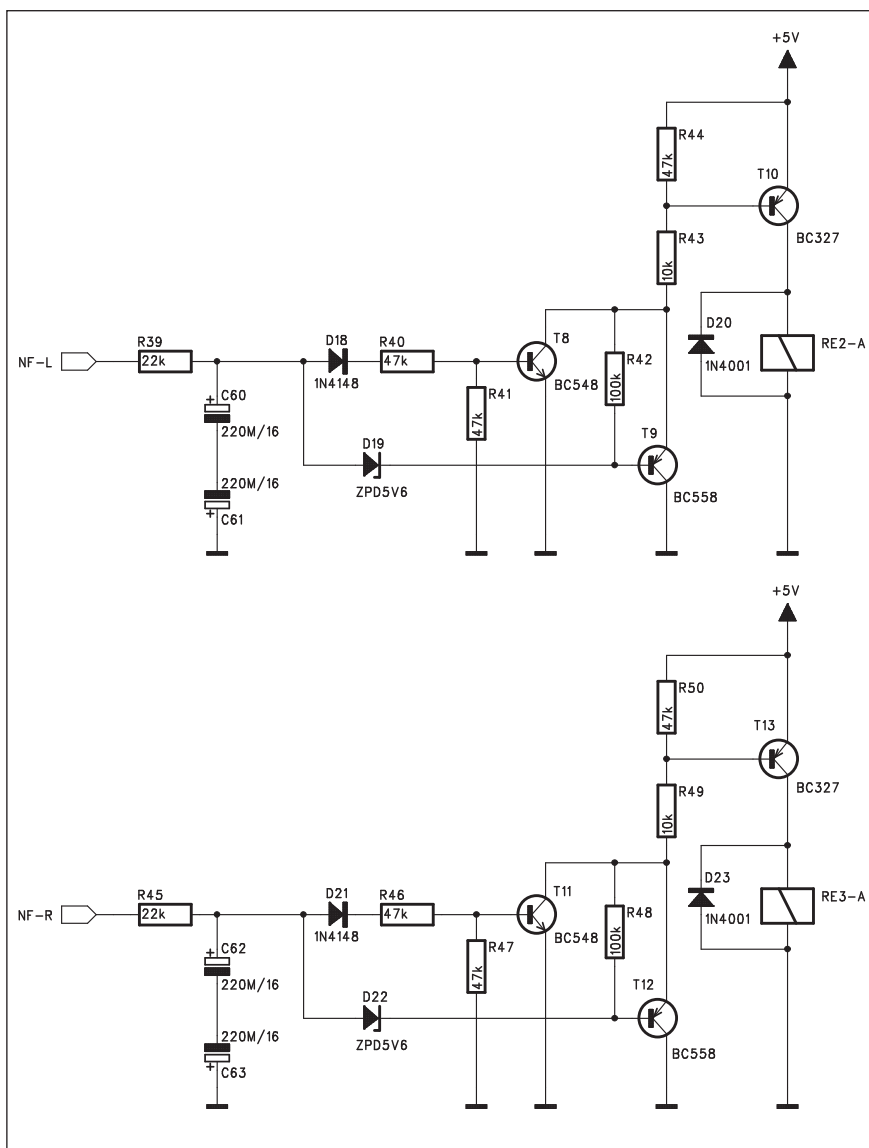 +5V
R44
47k
T10
BC327
R43
10k
D20
1N4001
RE2-A
NF-L
R39
22k
D18
1N4148
R40
47k
T8
BC548
R42
100k
C60
+
220M/16
R41
47k
D19
ZPD5V6
T9
BC558
220M/16
+
C61
+5V
R50
47k
T13
BC327
R49
10k
D23
1N4001
RE3-A
NF-R
R45
22k
D21
1N4148
R46
47k
T11
BC548
R48
100k
C62
+
220M/16
R47
47k
D22
ZPD5V6
T12
BC558
220M/16
+
C63